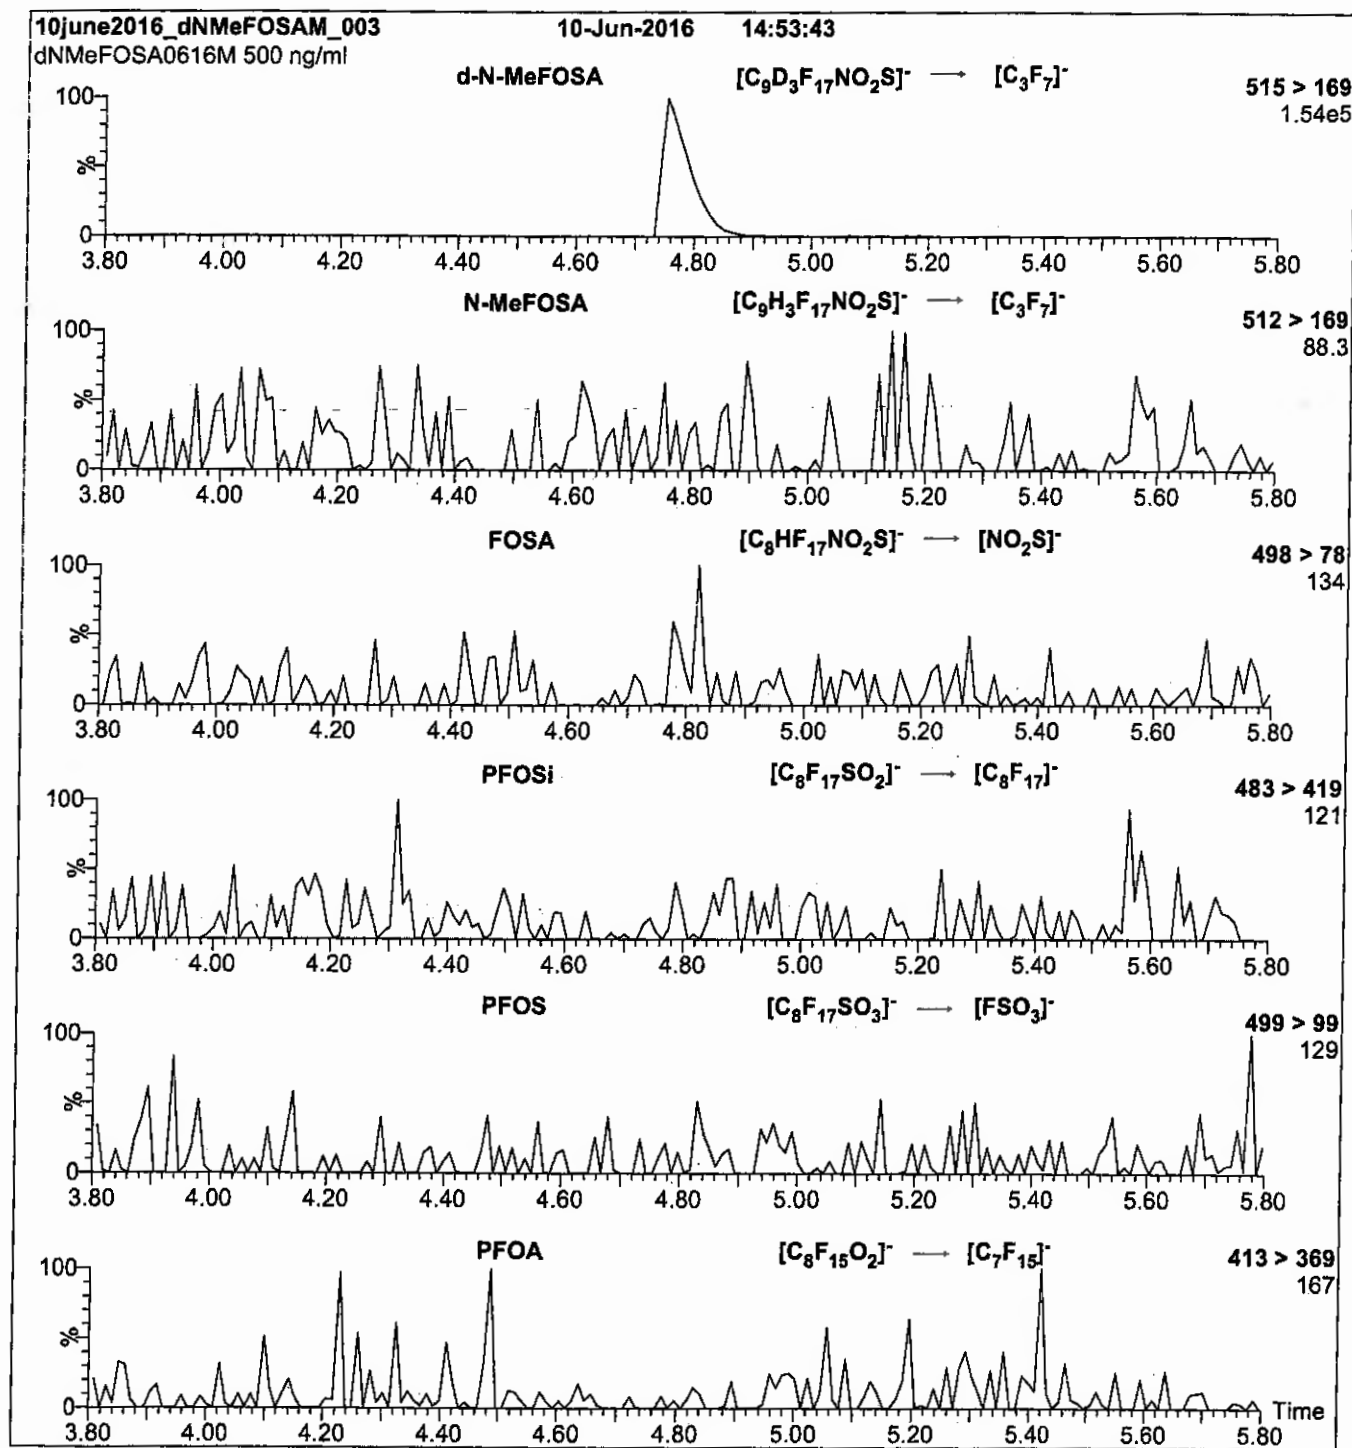 10june2016_dNMeFOSAM_003 10-Jun-2016 14:53:43
dNMeFOSA0616M 500 ng/ml
d-N-MeFOSA [C₉D₃F₁₇NO₂S]⁻ → [C₃F₇]⁻ 515 > 169
1.54e5
100
%
0
3.80 4.00 4.20 4.40 4.60 4.80 5.00 5.20 5.40 5.60 5.80
N-MeFOSA [C₉H₃F₁₇NO₂S]⁻ → [C₃F₇]⁻ 512 > 169
88.3
100
%
0
3.80 4.00 4.20 4.40 4.60 4.80 5.00 5.20 5.40 5.60 5.80
FOSA [C₈HF₁₇NO₂S]⁻ → [NO₂S]⁻ 498 > 78
134
100
%
0
3.80 4.00 4.20 4.40 4.60 4.80 5.00 5.20 5.40 5.60 5.80
PFOSi [C₈F₁₇SO₂]⁻ → [C₈F₁₇]⁻ 483 > 419
121
100
%
0
3.80 4.00 4.20 4.40 4.60 4.80 5.00 5.20 5.40 5.60 5.80
PFOS [C₈F₁₇SO₃]⁻ → [FSO₃]⁻ 499 > 99
129
100
%
0
3.80 4.00 4.20 4.40 4.60 4.80 5.00 5.20 5.40 5.60 5.80
PFOA [C₈F₁₅O₂]⁻ → [C₇F₁₅]⁻ 413 > 369
167
100
%
0
Time
3.80 4.00 4.20 4.40 4.60 4.80 5.00 5.20 5.40 5.60 5.80